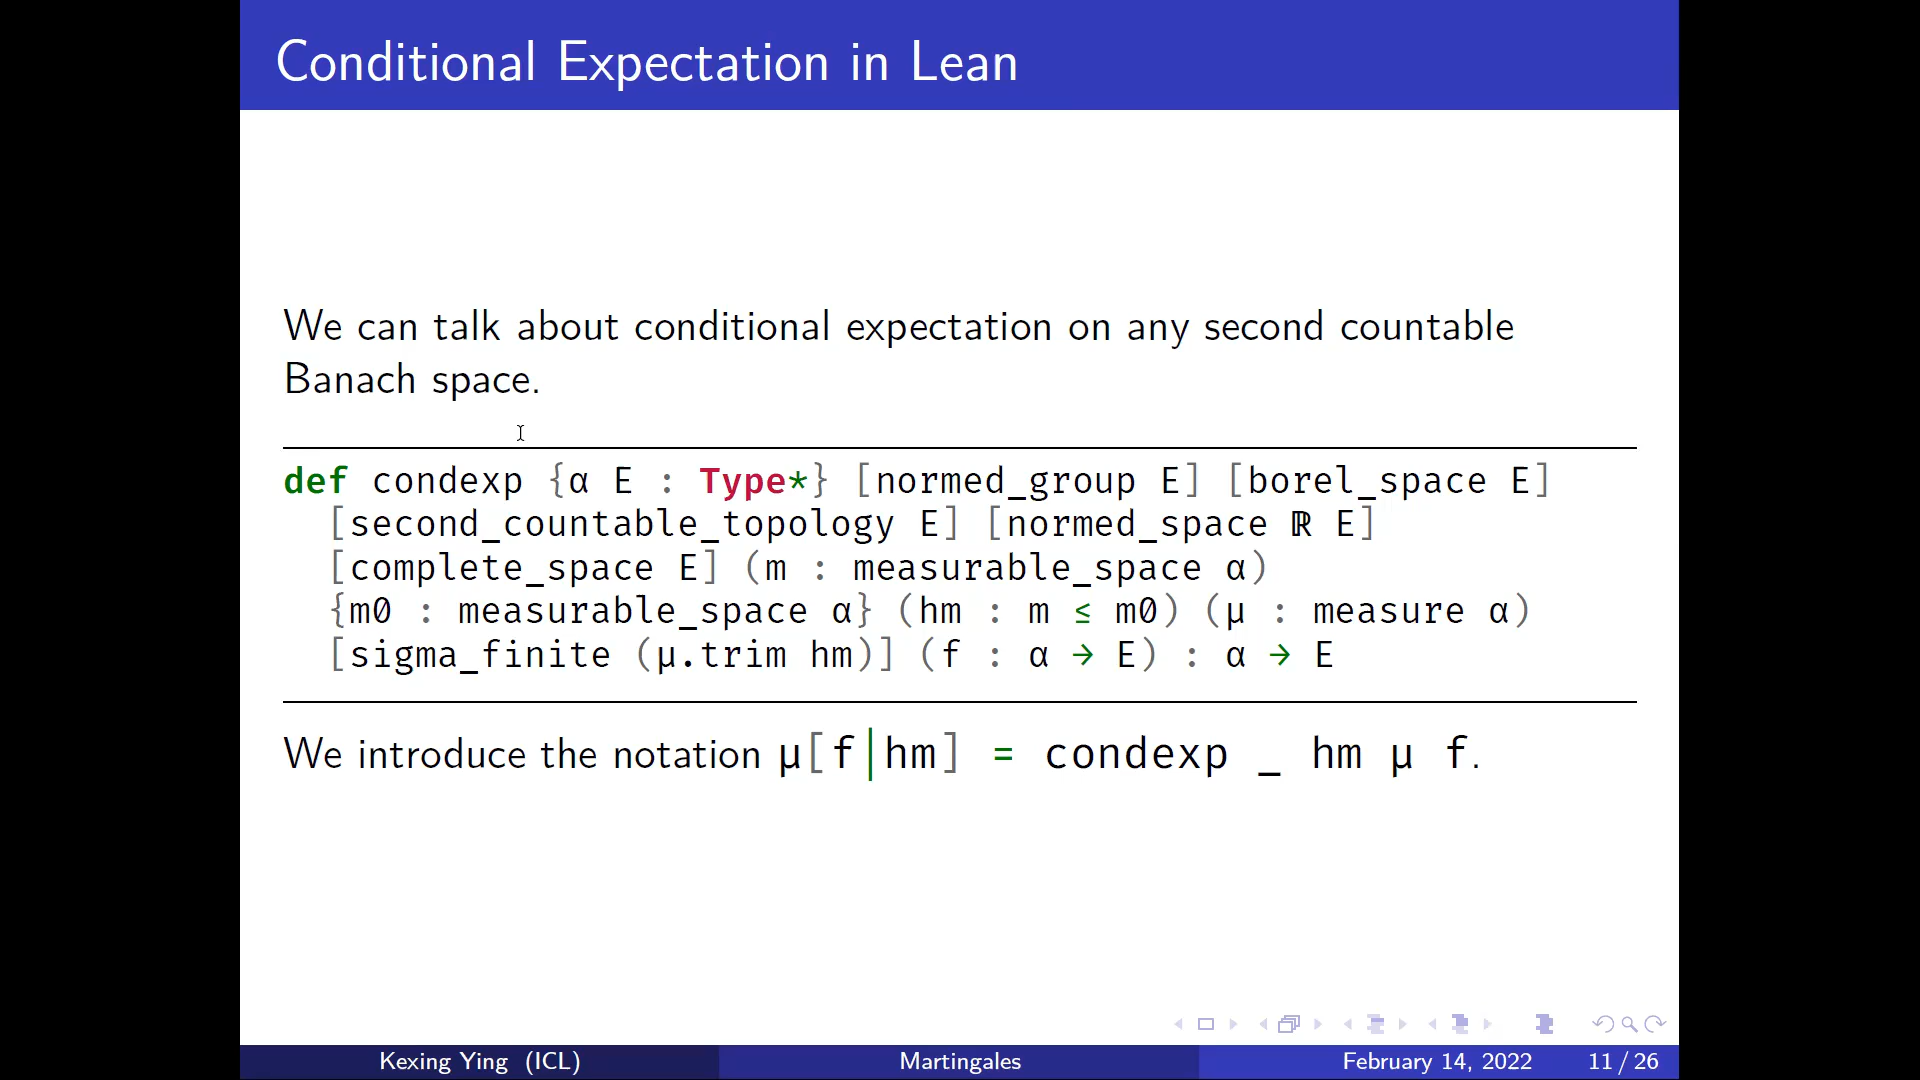 Conditional Expectation in Lean
We can talk about conditional expectation on any second countable
Banach space.
def condexp {α E : Type*} [normed_group E] [borel_space E]
[second_countable_topology E] [normed_space ℝ E]
[complete_space E] (m : measurable_space α)
{m0 : measurable_space α} (hm : m ≤ m0) (μ : measure α)
[sigma_finite (μ.trim hm)] (f : α → E) : α → E
We introduce the notation μ[f|hm] = condexp _ hm μ f.
Kexing Ying (ICL) Martingales February 14, 2022 11 / 26